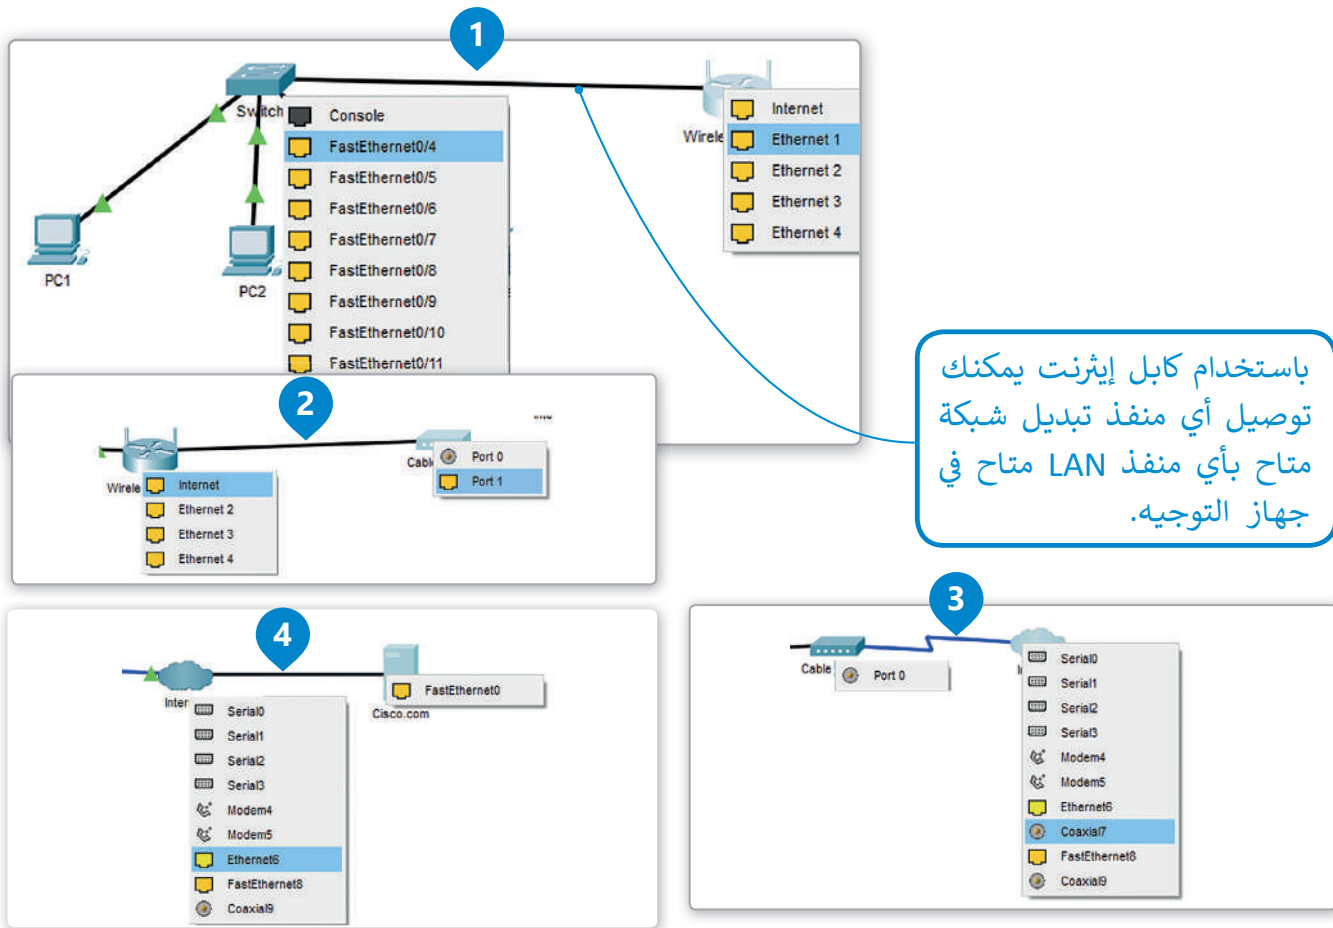 1
Switch
Console
FastEthernet0/4
FastEthernet0/5
FastEthernet0/6
FastEthernet0/7
FastEthernet0/8
FastEthernet0/9
FastEthernet0/10
FastEthernet0/11
PC1
PC2
Wirele
Internet
Ethernet 1
Ethernet 2
Ethernet 3
Ethernet 4
باستخدام كابل إيثرنت يمكنك
توصيل أي منفذ تبديل شبكة
متاح بأي منفذ LAN متاح في
جهاز التوجيه.
2
Wirele
Internet
Ethernet 2
Ethernet 3
Ethernet 4
Cabl
Port 0
Port 1
3
Cable
Port 0
I
Serial0
Serial1
Serial2
Serial3
Modem4
Modem5
Ethernet6
Coaxial7
FastEthernet8
Coaxial9
4
Inter
Serial0
Serial1
Serial2
Serial3
Modem4
Modem5
Ethernet6
FastEthernet8
Coaxial9
FastEthernet0
Cisco.com